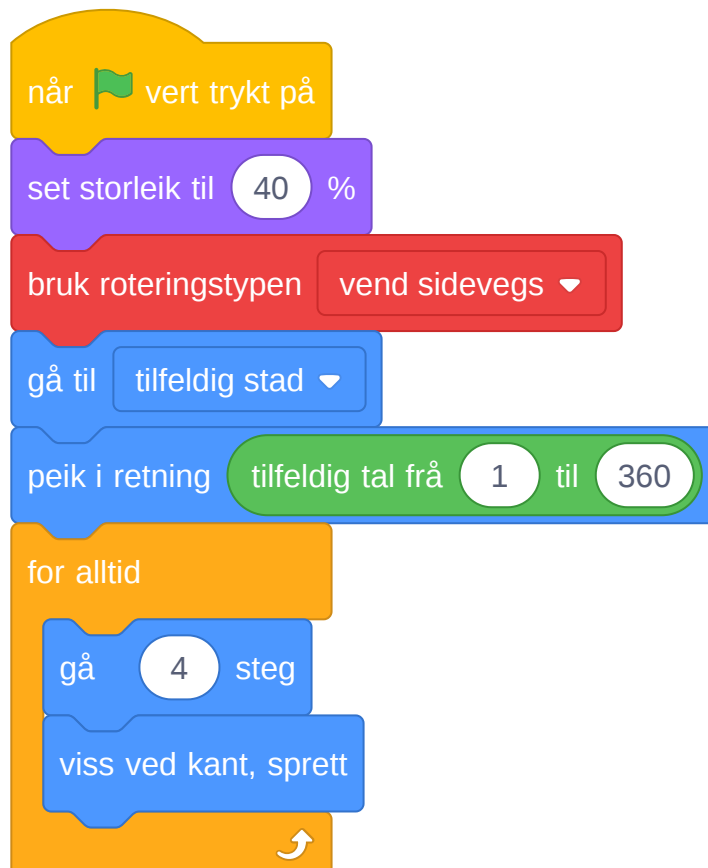 når vert trykt på
set storleik til 40 %
bruk roteringstypen vend sidevegs
gå til tilfeldig stad
peik i retning tilfeldig tal frå 1 til 360
for alltid
gå 4 steg
viss ved kant, sprett